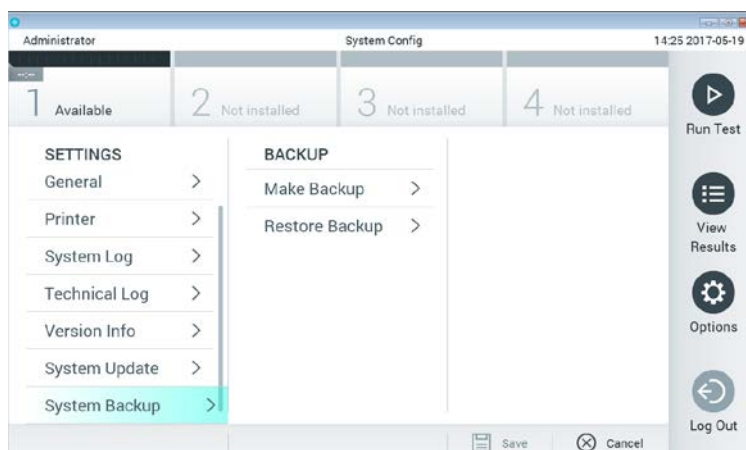 Administrator System Config 14:25 2017-05-19
1 Available 2 Not installed 3 Not installed 4 Not installed
Run Test
SETTINGS BACKUP
General > Make Backup >
Printer > Restore Backup >
View Results
System Log >
Technical Log >
Version Info > Options
System Update >
System Backup >
Log Out
Save Cancel